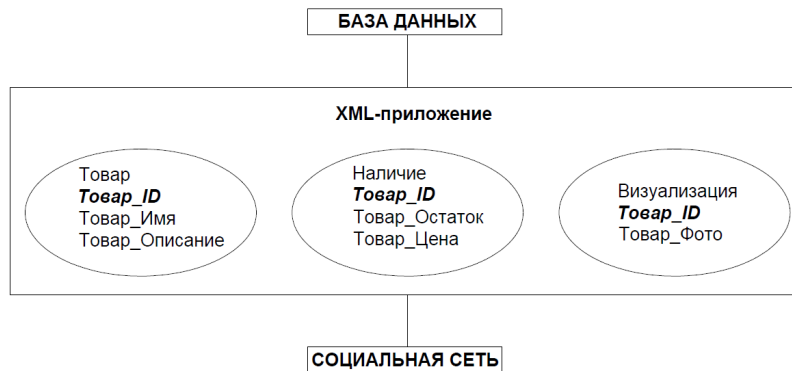 БАЗА ДАННЫХ
XML-приложение
Товар
Товар_ID
Товар_Имя
Товар_Описание
Наличие
Товар_ID
Товар_Остаток
Товар_Цена
Визуализация
Товар_ID
Товар_Фото
СОЦИАЛЬНАЯ СЕТЬ